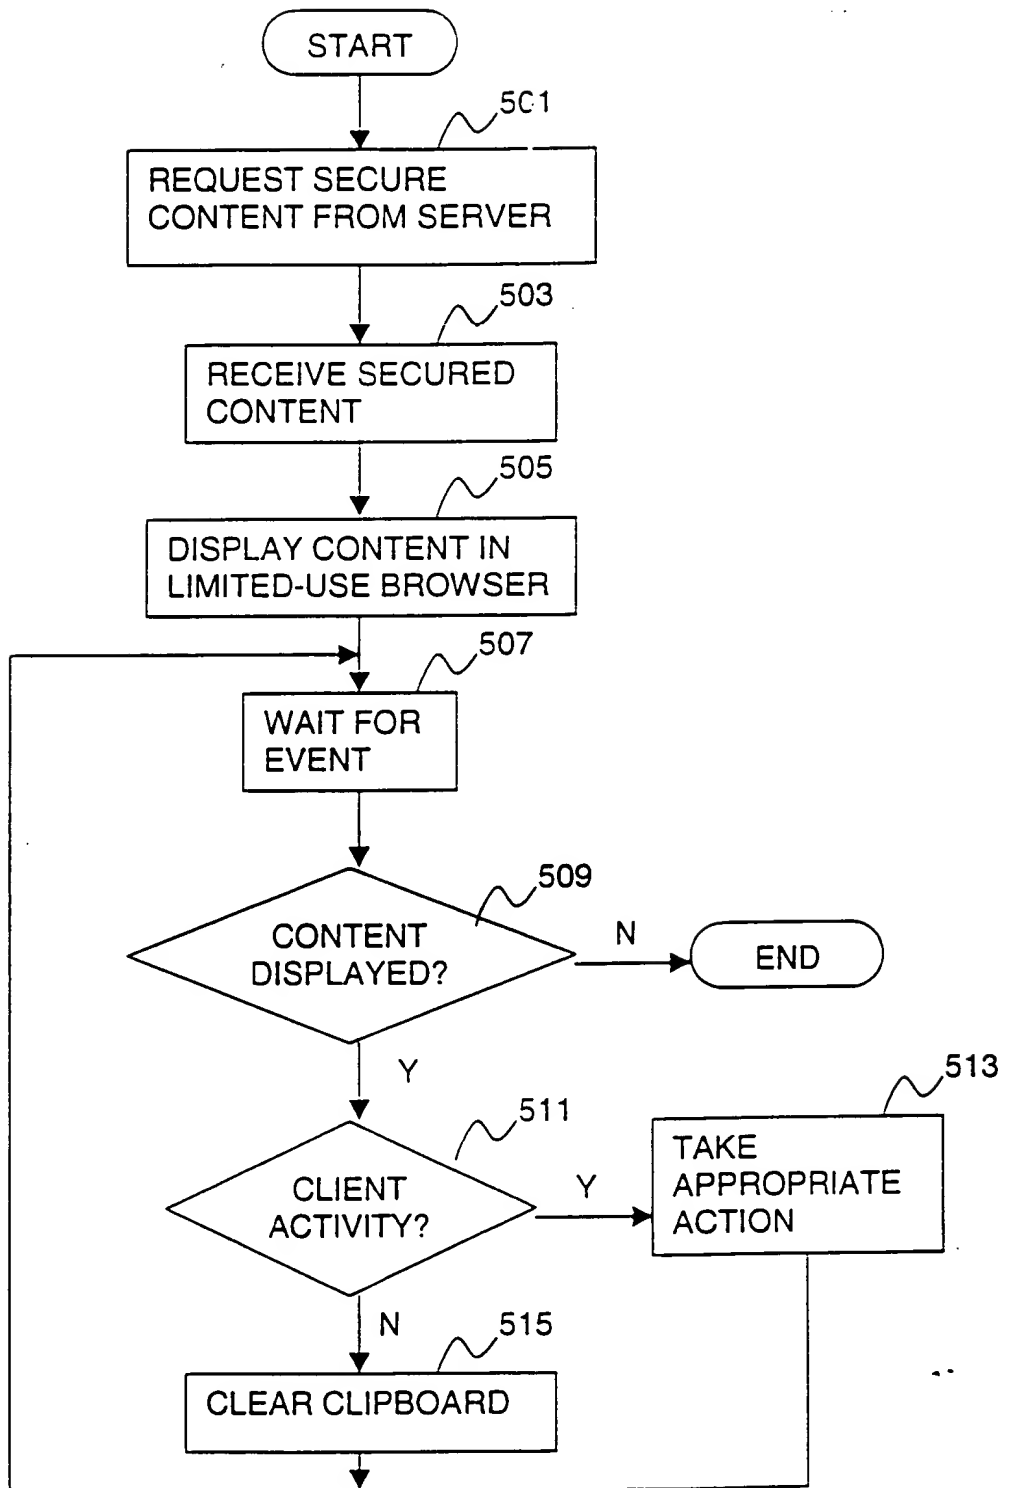 START
501
REQUEST SECURE
CONTENT FROM SERVER
503
RECEIVE SECURED
CONTENT
505
DISPLAY CONTENT IN
LIMITED-USE BROWSER
507
WAIT FOR
EVENT
509
CONTENT
DISPLAYED?
N
END
Y
511
CLIENT
ACTIVITY?
Y
513
TAKE
APPROPRIATE
ACTION
N
515
CLEAR CLIPBOARD